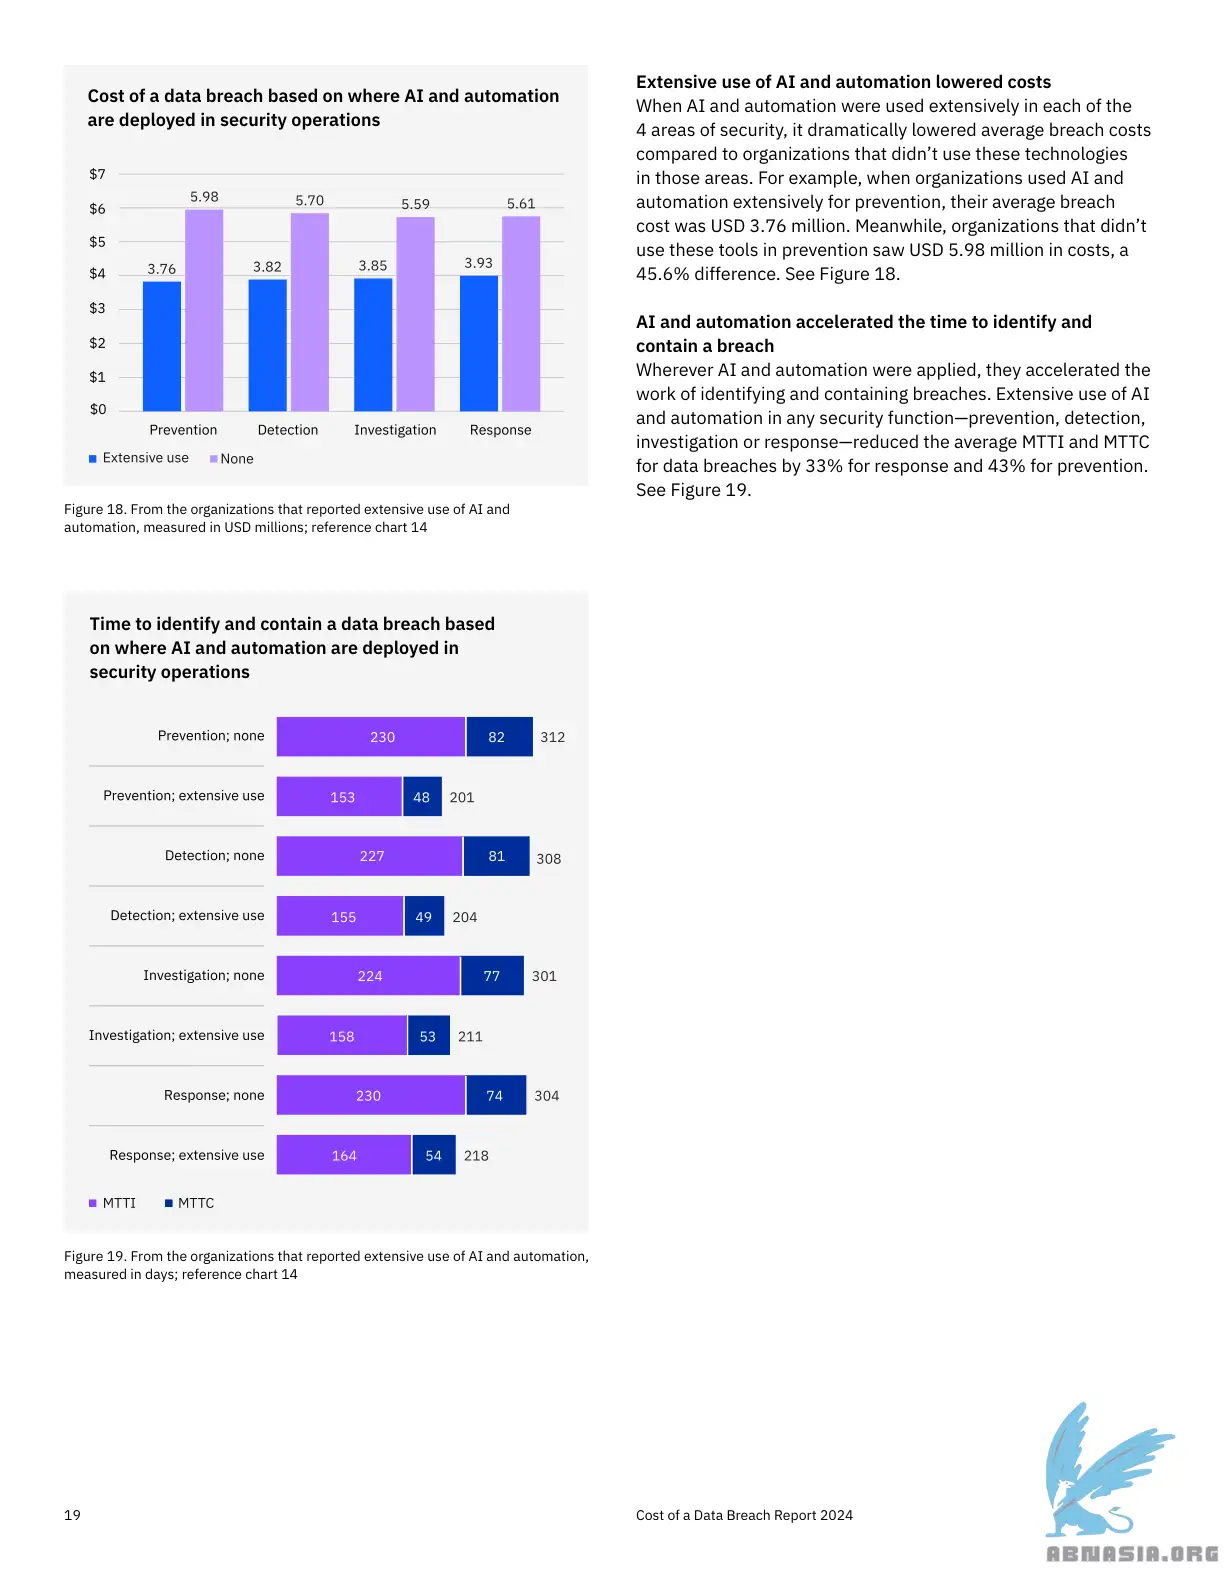 Cost of a data breach based on where AI and automation
are deployed in security operations
$7
$6
$5
$4
$3
$2
$1
$0
3.76
5.98
3.82
5.70
3.85
5.59
3.93
5.61
Prevention
Detection
Investigation
Response
Extensive use
None
Figure 18. From the organizations that reported extensive use of AI and
automation, measured in USD millions; reference chart 14
Time to identify and contain a data breach based
on where AI and automation are deployed in
security operations
Prevention; none 230 82 312
Prevention; extensive use 153 48 201
Detection; none 227 81 308
Detection; extensive use 155 49 204
Investigation; none 224 77 301
Investigation; extensive use 158 53 211
Response; none 230 74 304
Response; extensive use 164 54 218
MTTI MTTC
Figure 19. From the organizations that reported extensive use of AI and automation,
measured in days; reference chart 14
Extensive use of AI and automation lowered costs
When AI and automation were used extensively in each of the
4 areas of security, it dramatically lowered average breach costs
compared to organizations that didn’t use these technologies
in those areas. For example, when organizations used AI and
automation extensively for prevention, their average breach
cost was USD 3.76 million. Meanwhile, organizations that didn’t
use these tools in prevention saw USD 5.98 million in costs, a
45.6% difference. See Figure 18.
AI and automation accelerated the time to identify and
contain a breach
Wherever AI and automation were applied, they accelerated the
work of identifying and containing breaches. Extensive use of AI
and automation in any security function—prevention, detection,
investigation or response—reduced the average MTTI and MTTC
for data breaches by 33% for response and 43% for prevention.
See Figure 19.
19
Cost of a Data Breach Report 2024
ABNASIA.ORG